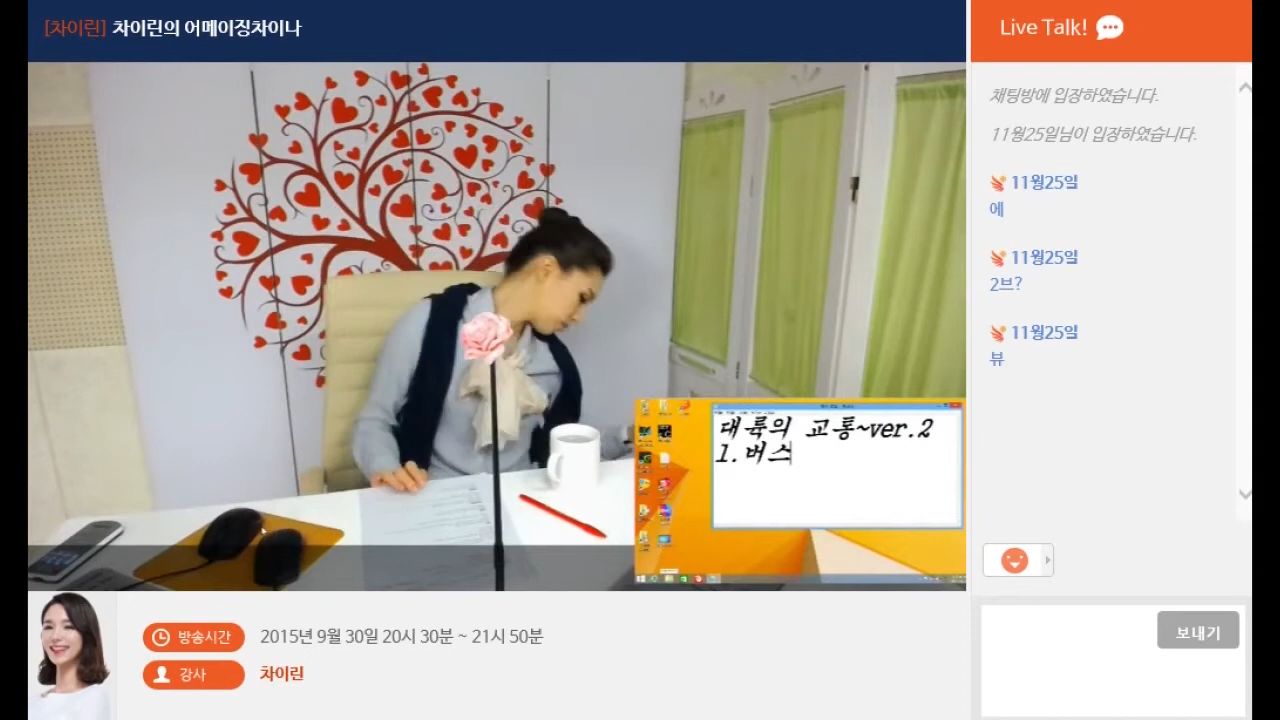 [차이린] 차이린의 어메이징차이나
Live Talk!
채팅방에 입장하였습니다.
11월25일님이 입장하였습니다.
11월25일
에
11월25일
2브?
11월25일
뷰
대륙의 교통~ver.2
1.버스
방송시간 2015년 9월 30일 20시 30분 ~ 21시 50분
강사 차이린
보내기